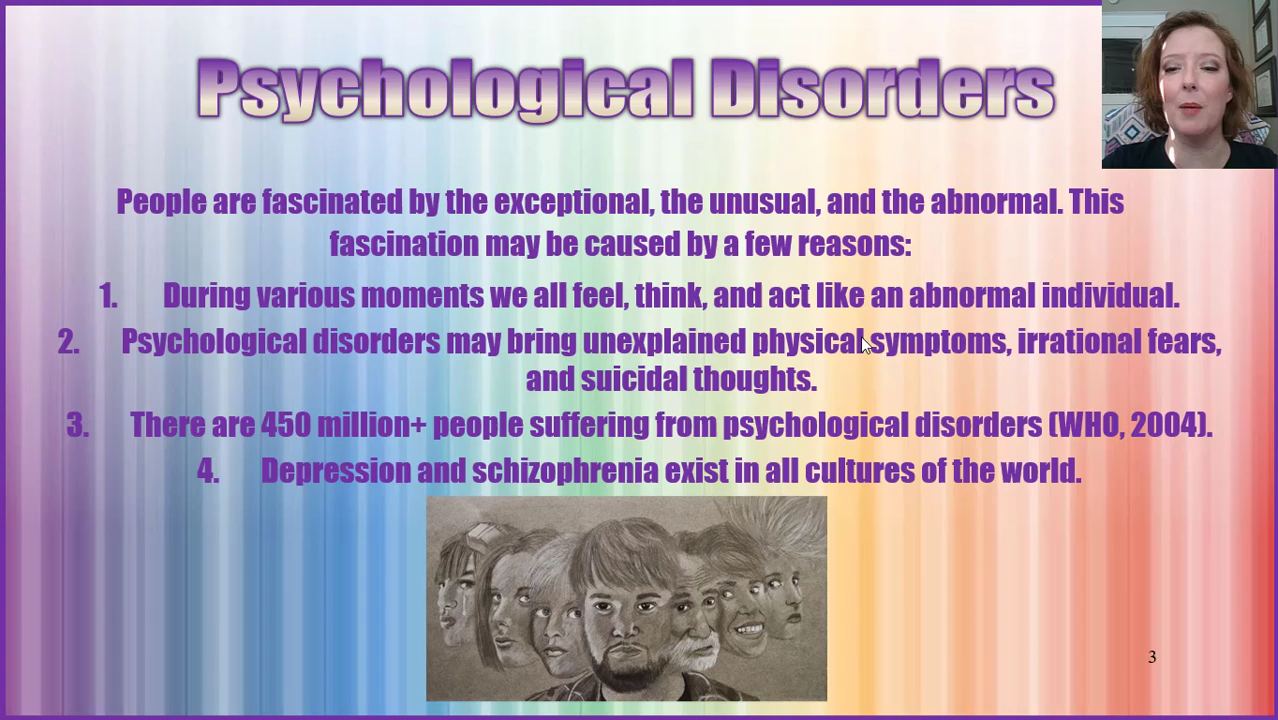 Psychological Disorders
People are fascinated by the exceptional, the unusual, and the abnormal. This
fascination may be caused by a few reasons:
1. During various moments we all feel, think, and act like an abnormal individual.
2. Psychological disorders may bring unexplained physical symptoms, irrational fears,
and suicidal thoughts.
3. There are 450 million+ people suffering from psychological disorders (WHO, 2004).
4. Depression and schizophrenia exist in all cultures of the world.
3